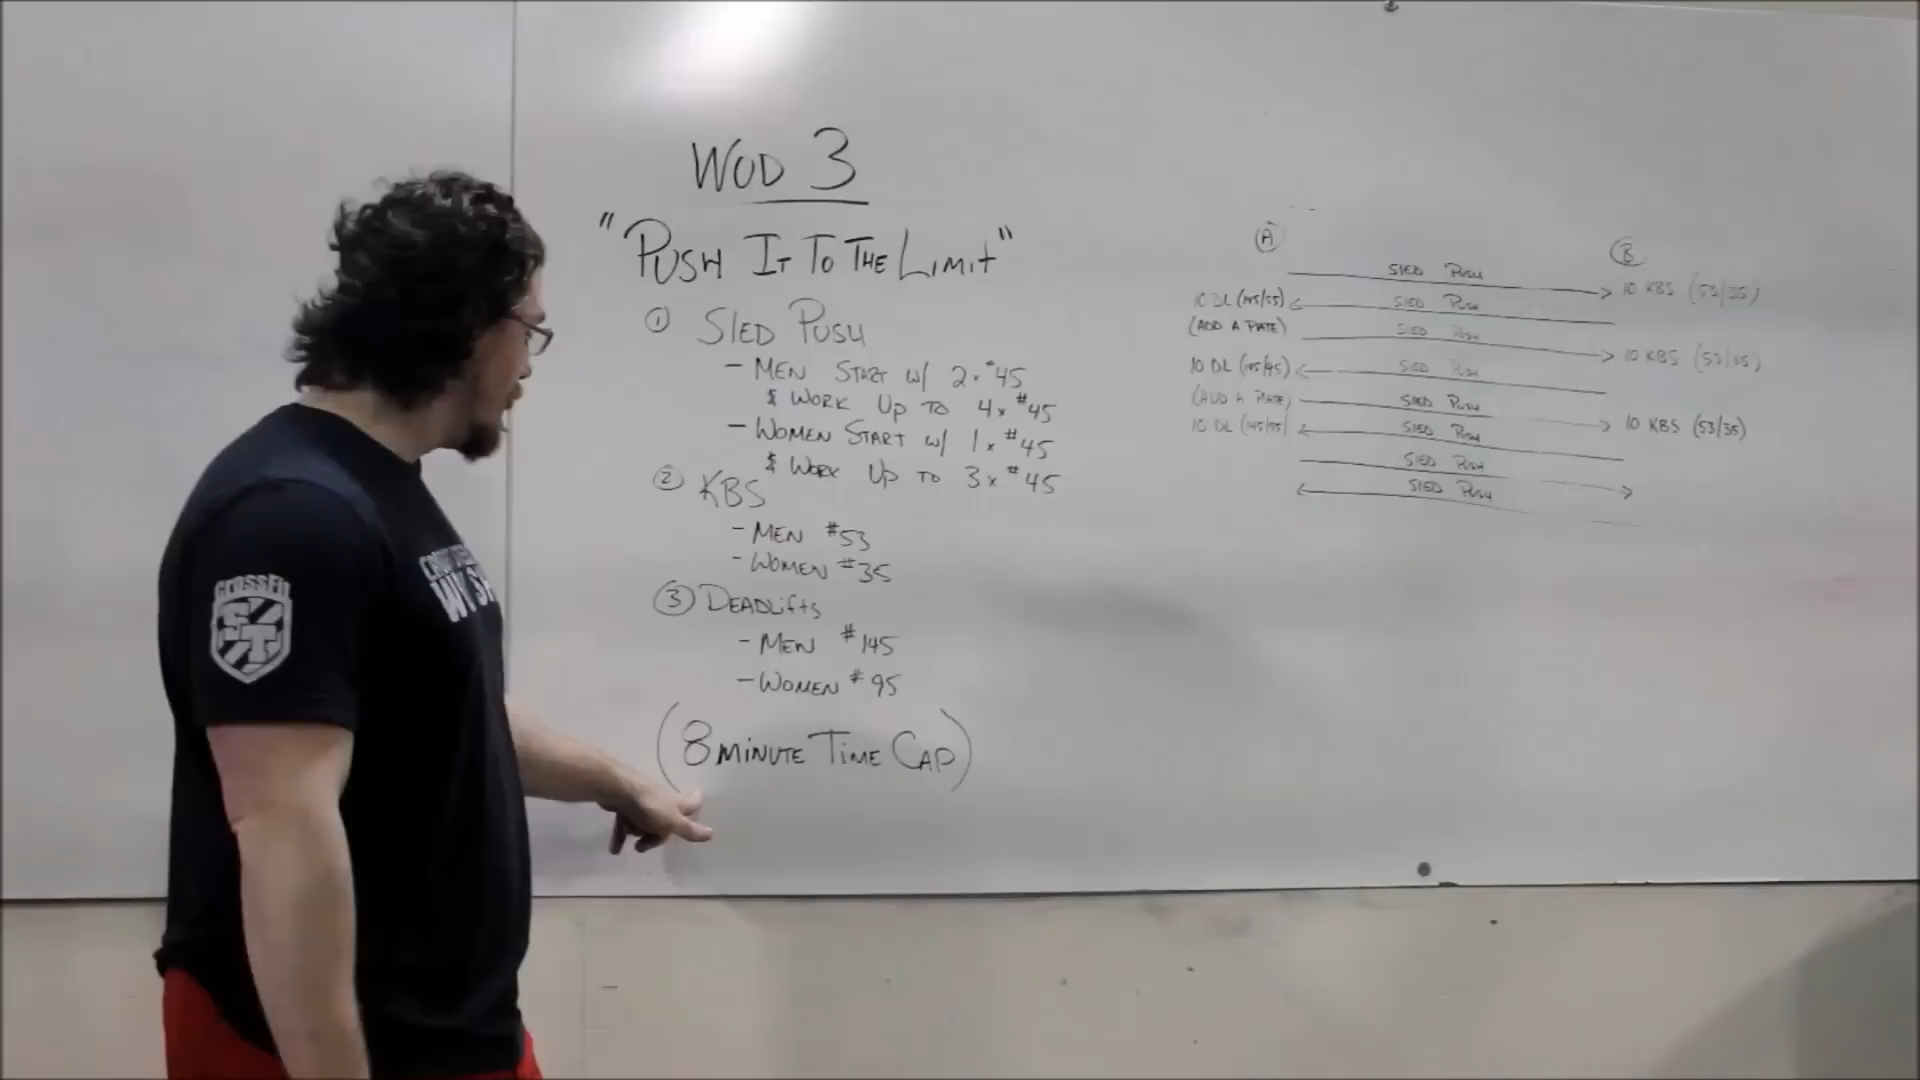 WOD 3
"PUSH IT TO THE LIMIT"
① SLED PUSH
- MEN START W/ 2x #45
& WORK UP TO 4x #45
- WOMEN START W/ 1x #45
& WORK UP TO 3x #45
② KBS
- MEN #53
- WOMEN #35
③ DEADLIFTS
- MEN #145
- WOMEN #95
(8 MINUTE TIME CAP)
A B
SLED PUSH 10 KBS (53/35)
10 DL SLED PUSH
(ADD A PLATE) SLED PUSH 10 KBS (53/35)
10 DL (145/95) SLED PUSH
(ADD A PLATE) SLED PUSH 10 KBS (53/35)
10 DL SLED PUSH
SLED PUSH
SLED PUSH
CROSSFIT
ST